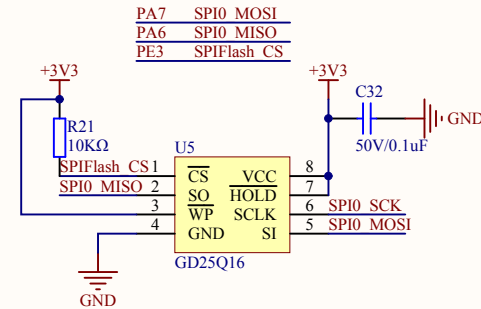 PA7 SPI0_MOSI
PA6 SPI0_MISO
PE3 SPIFlash_CS
+3V3
+3V3
C32
GND
50V/0.1uF
R21
10KΩ
U5
SPIFlash_CS 1 CS VCC 8
SPI0_MISO 2 SO HOLD 7
3 WP SCLK 6 SPI0_SCK
4 GND SI 5 SPI0_MOSI
GD25Q16
GND